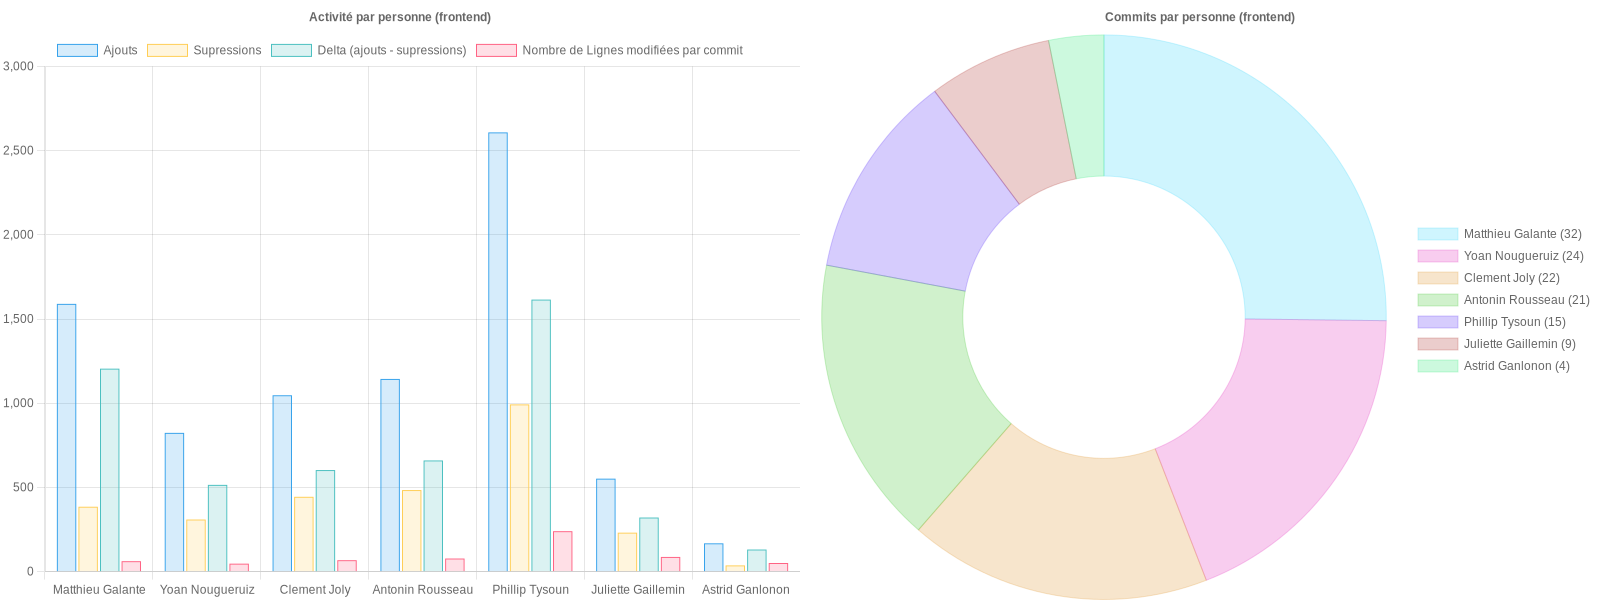 Activité par personne (frontend)
Ajouts
Supressions
Delta (ajouts - supressions)
Nombre de Lignes modifiées par commit
3,000
2,500
2,000
1,500
1,000
500
0
Matthieu Galante
Yoan Nougueruiz
Clement Joly
Antonin Rousseau
Phillip Tysoun
Juliette Gaillemin
Astrid Ganlonon
Commits par personne (frontend)
Matthieu Galante (32)
Yoan Nougueruiz (24)
Clement Joly (22)
Antonin Rousseau (21)
Phillip Tysoun (15)
Juliette Gaillemin (9)
Astrid Ganlonon (4)